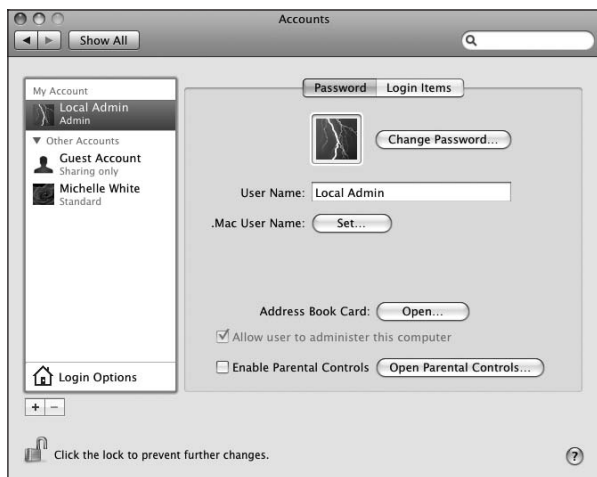 Accounts
Show All
My Account
Local Admin
Admin
Other Accounts
Guest Account
Sharing only
Michelle White
Standard
Login Options
+ −
Password Login Items
Change Password...
User Name: Local Admin
.Mac User Name: Set...
Address Book Card: Open...
Allow user to administer this computer
Enable Parental Controls Open Parental Controls...
Click the lock to prevent further changes.
?